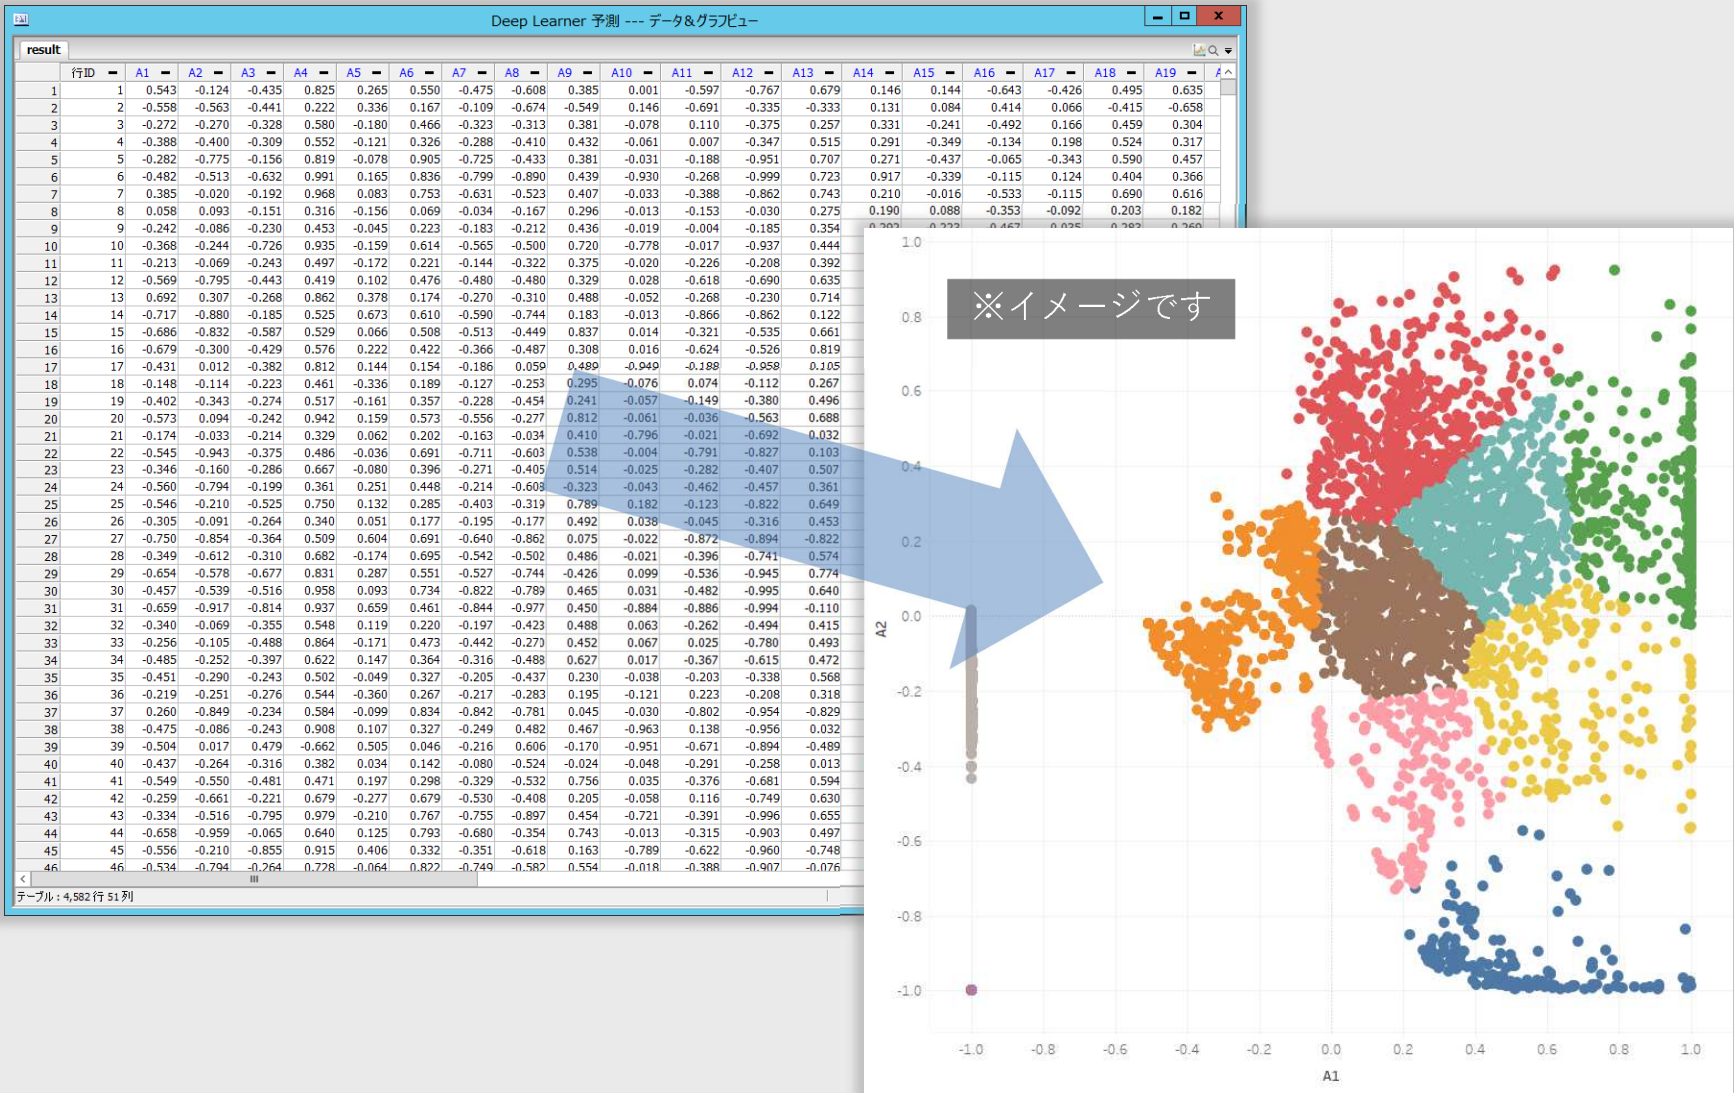 Deep Learner 予測 --- データ&グラフビュー
result
行ID A1 A2 A3 A4 A5 A6 A7 A8 A9 A10 A11 A12 A13 A14 A15 A16 A17 A18 A19
1 1 0.543 -0.124 -0.435 0.825 0.265 0.550 -0.475 -0.608 0.385 0.001 -0.597 -0.767 0.679 0.146 0.144 -0.643 -0.426 0.495 0.635
2 2 -0.558 -0.563 -0.441 0.222 0.336 0.167 -0.109 -0.674 -0.549 0.146 -0.691 -0.335 -0.333 0.131 0.084 0.414 0.066 -0.415 -0.658
3 3 -0.272 -0.270 -0.328 0.580 -0.180 0.466 -0.323 -0.313 0.381 -0.078 0.110 -0.375 0.257 0.331 -0.241 -0.492 0.166 0.459 0.304
4 4 -0.388 -0.400 -0.309 0.552 -0.121 0.326 -0.288 -0.410 0.432 -0.061 0.007 -0.347 0.515 0.291 -0.349 -0.134 0.198 0.524 0.317
5 5 -0.282 -0.775 -0.156 0.819 -0.078 0.905 -0.725 -0.433 0.381 -0.031 -0.188 -0.951 0.707 0.271 -0.437 -0.065 -0.343 0.590 0.457
6 6 -0.482 -0.513 -0.632 0.991 0.165 0.836 -0.799 -0.890 0.439 -0.930 -0.268 -0.999 0.723 0.917 -0.339 -0.115 0.124 0.404 0.366
7 7 0.385 -0.020 -0.192 0.968 0.083 0.753 -0.631 -0.523 0.407 -0.033 -0.388 -0.862 0.743 0.210 -0.016 -0.533 -0.115 0.690 0.616
8 8 0.058 0.093 -0.151 0.316 -0.156 0.069 -0.034 -0.167 0.296 -0.013 -0.153 -0.030 0.275 0.190 0.088 -0.353 -0.092 0.203 0.182
9 9 -0.242 -0.086 -0.230 0.453 -0.045 0.223 -0.183 -0.212 0.436 -0.019 -0.004 -0.185 0.354
10 10 -0.368 -0.244 -0.726 0.935 -0.159 0.614 -0.565 -0.500 0.720 -0.778 -0.017 -0.937 0.444
11 11 -0.213 -0.069 -0.243 0.497 -0.172 0.221 -0.144 -0.322 0.375 -0.020 -0.226 -0.208 0.392
12 12 -0.569 -0.795 -0.443 0.419 0.102 0.476 -0.480 -0.480 0.329 0.028 -0.618 -0.690 0.635
13 13 0.692 0.307 -0.268 0.862 0.378 0.174 -0.270 -0.310 0.488 -0.052 -0.268 -0.230 0.714
14 14 -0.717 -0.880 -0.185 0.525 0.673 0.610 -0.590 -0.744 0.183 -0.013 -0.866 -0.862 0.122
15 15 -0.686 -0.832 -0.587 0.529 0.066 0.508 -0.513 -0.449 0.837 0.014 -0.321 -0.535 0.661
16 16 -0.679 -0.300 -0.429 0.576 0.222 0.422 -0.366 -0.487 0.308 0.016 -0.624 -0.526 0.819
17 17 -0.431 0.012 -0.382 0.812 0.144 0.154 -0.186 0.059 0.489 -0.949 -0.188 -0.958 0.105
18 18 -0.148 -0.114 -0.223 0.461 -0.336 0.189 -0.127 -0.253 0.295 -0.076 0.074 -0.112 0.267
19 19 -0.402 -0.343 -0.274 0.517 -0.161 0.357 -0.228 -0.454 0.241 -0.057 -0.149 -0.380 0.496
20 20 -0.573 0.094 -0.242 0.942 0.159 0.573 -0.556 -0.277 0.812 -0.061 -0.036 -0.563 0.688
21 21 -0.174 -0.033 -0.214 0.329 0.062 0.202 -0.163 -0.034 0.410 -0.796 -0.021 -0.692 0.032
22 22 -0.545 -0.943 -0.375 0.486 -0.036 0.691 -0.711 -0.603 0.538 -0.004 -0.791 -0.827 0.103
23 23 -0.346 -0.160 -0.286 0.667 -0.080 0.396 -0.271 -0.405 0.514 -0.025 -0.282 -0.407 0.507
24 24 -0.560 -0.794 -0.199 0.361 0.251 0.448 -0.214 -0.608 -0.323 -0.043 -0.462 -0.457 0.361
25 25 -0.546 -0.210 -0.525 0.750 0.132 0.285 -0.403 -0.319 0.789 0.182 -0.123 -0.822 0.649
26 26 -0.305 -0.091 -0.264 0.340 0.051 0.177 -0.195 -0.177 0.492 0.038 -0.045 -0.316 0.453
27 27 -0.750 -0.854 -0.364 0.509 0.604 0.691 -0.640 -0.862 0.075 -0.022 -0.872 -0.894 -0.822
28 28 -0.349 -0.612 -0.310 0.682 -0.174 0.695 -0.542 -0.502 0.486 -0.021 -0.396 -0.741 0.574
29 29 -0.654 -0.578 -0.677 0.831 0.287 0.551 -0.527 -0.744 -0.426 0.099 -0.536 -0.945 0.774
30 30 -0.457 -0.539 -0.516 0.958 0.093 0.734 -0.822 -0.789 0.465 0.031 -0.482 -0.995 0.640
31 31 -0.659 -0.917 -0.814 0.937 0.659 0.461 -0.844 -0.977 0.450 -0.884 -0.886 -0.994 -0.110
32 32 -0.340 -0.069 -0.355 0.548 0.119 0.220 -0.197 -0.423 0.488 0.063 -0.262 -0.494 0.415
33 33 -0.256 -0.105 -0.488 0.864 -0.171 0.473 -0.442 -0.270 0.452 0.067 0.025 -0.780 0.493
34 34 -0.485 -0.252 -0.397 0.622 0.147 0.364 -0.316 -0.488 0.627 0.017 -0.367 -0.615 0.472
35 35 -0.451 -0.290 -0.243 0.502 -0.049 0.327 -0.205 -0.437 0.230 -0.038 -0.203 -0.338 0.568
36 36 -0.219 -0.251 -0.276 0.544 -0.360 0.267 -0.217 -0.283 0.195 -0.121 0.223 -0.208 0.318
37 37 0.260 -0.849 -0.234 0.584 -0.099 0.834 -0.842 -0.781 0.045 -0.030 -0.802 -0.954 -0.829
38 38 -0.475 -0.086 -0.243 0.908 0.107 0.327 -0.249 0.482 0.467 -0.963 0.138 -0.956 0.032
39 39 -0.504 0.017 0.479 -0.662 0.505 0.046 -0.216 0.606 -0.170 -0.951 -0.671 -0.894 -0.489
40 40 -0.437 -0.264 -0.316 0.382 0.034 0.142 -0.080 -0.524 -0.024 -0.048 -0.291 -0.258 0.013
41 41 -0.549 -0.550 -0.481 0.471 0.197 0.298 -0.329 -0.532 0.756 0.035 -0.376 -0.681 0.594
42 42 -0.259 -0.661 -0.221 0.679 -0.277 0.679 -0.530 -0.408 0.205 -0.058 0.116 -0.749 0.630
43 43 -0.334 -0.516 -0.795 0.979 -0.210 0.767 -0.755 -0.897 0.454 -0.721 -0.391 -0.996 0.655
44 44 -0.658 -0.959 -0.065 0.640 0.125 0.793 -0.680 -0.354 0.743 -0.013 -0.315 -0.903 0.497
45 45 -0.556 -0.210 -0.855 0.915 0.406 0.332 -0.351 -0.618 0.163 -0.789 -0.622 -0.960 -0.748
46 46 -0.534 -0.794 -0.264 0.728 -0.064 0.822 -0.749 -0.582 0.554 -0.018 -0.388 -0.907 -0.076
テーブル : 4,582 行 51 列
※イメージです
1.0
0.8
0.6
0.4
0.2
0.0
-0.2
-0.4
-0.6
-0.8
-1.0
A2
-1.0 -0.8 -0.6 -0.4 -0.2 0.0 0.2 0.4 0.6 0.8 1.0
A1